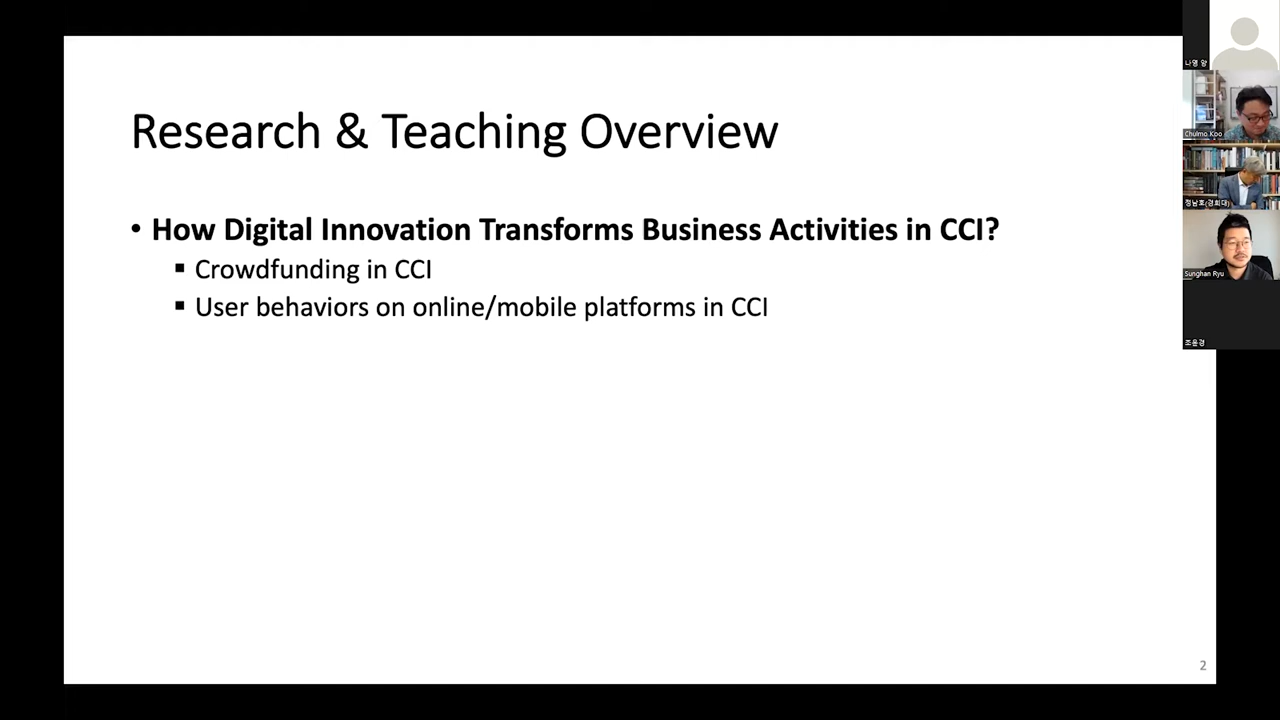 Research & Teaching Overview
• How Digital Innovation Transforms Business Activities in CCI?
▪ Crowdfunding in CCI
▪ User behaviors on online/mobile platforms in CCI
2
나영 양
Chulmo Koo
정남호(경희대)
Sunghan Ryu
조윤경